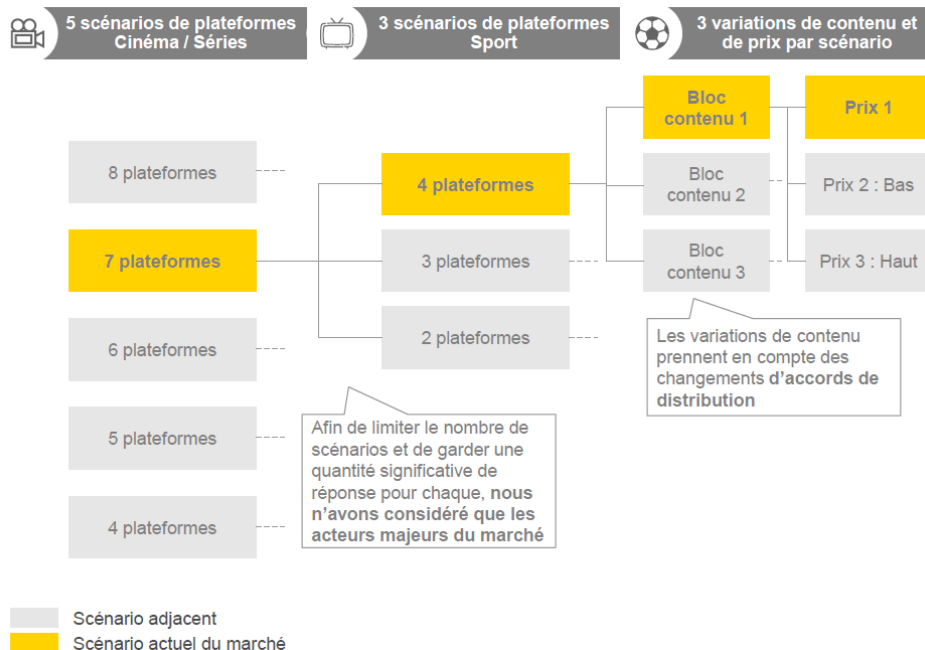 5 scénarios de plateformes
Cinéma / Séries
3 scénarios de plateformes
Sport
3 variations de contenu et
de prix par scénario
8 plateformes
7 plateformes
6 plateformes
5 plateformes
4 plateformes
4 plateformes
3 plateformes
2 plateformes
Afin de limiter le nombre de
scénarios et de garder une
quantité significative de
réponse pour chaque, nous
n'avons considéré que les
acteurs majeurs du marché
Bloc
contenu 1
Bloc
contenu 2
Bloc
contenu 3
Prix 1
Prix 2 : Bas
Prix 3 : Haut
Les variations de contenu
prennent en compte des
changements d'accords de
distribution
Scénario adjacent
Scénario actuel du marché